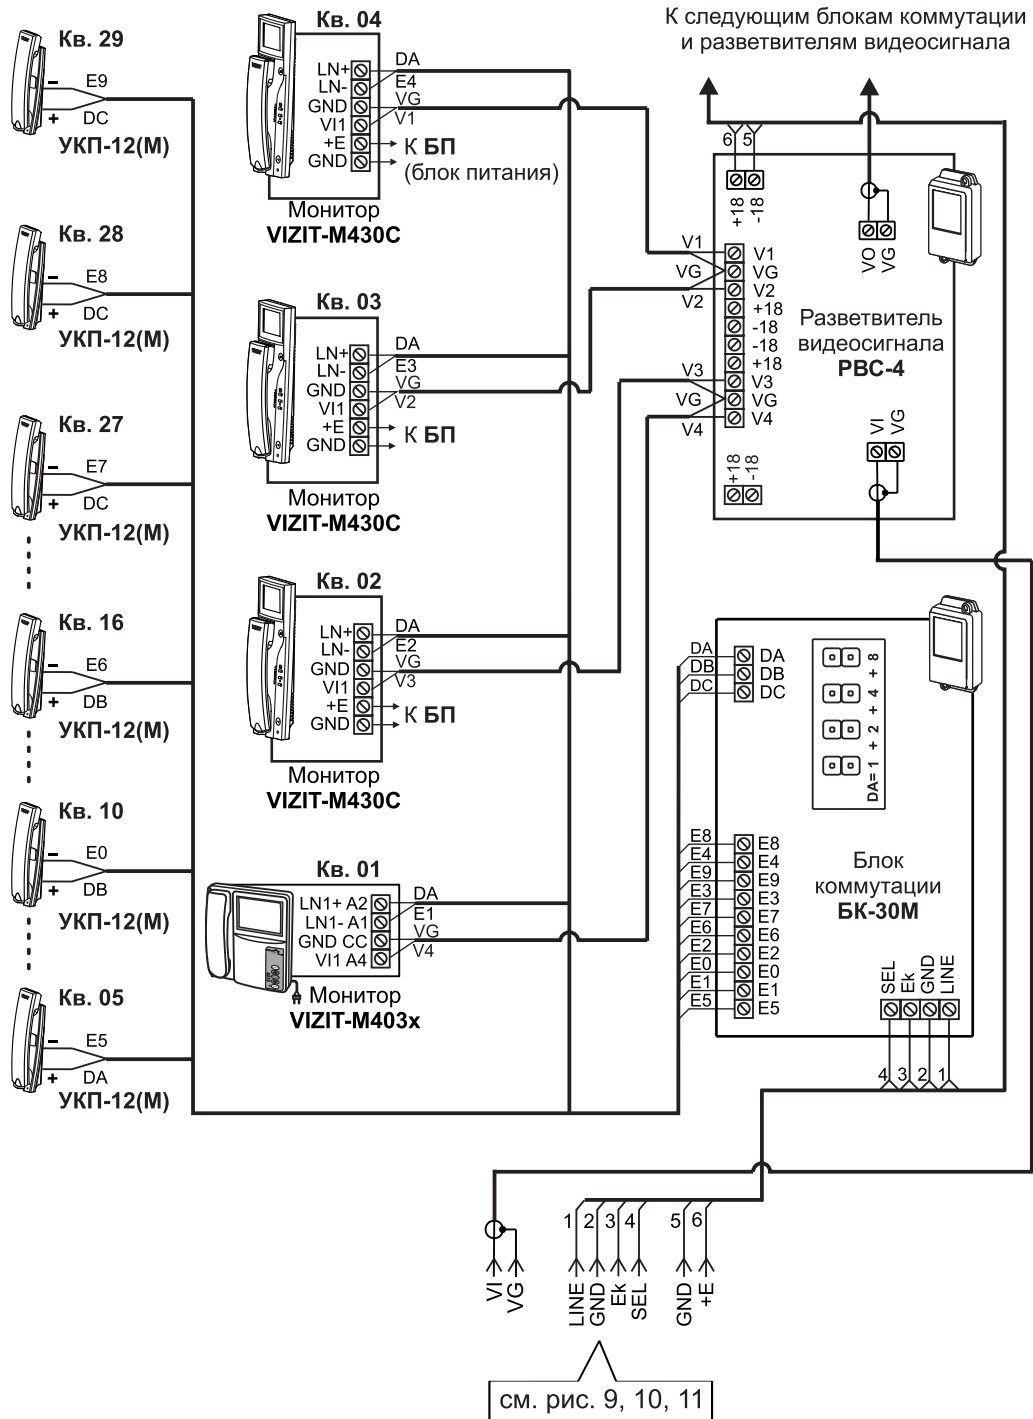 К следующим блокам коммутации
и разветвителям видеосигнала
Кв. 29
−
E9
+
DC
УКП-12(М)
Кв. 28
−
E8
+
DC
УКП-12(М)
Кв. 27
−
E7
+
DC
УКП-12(М)
Кв. 16
−
E6
+
DB
УКП-12(М)
Кв. 10
−
E0
+
DB
УКП-12(М)
Кв. 05
−
E5
+
DA
УКП-12(М)
Кв. 04
LN+
LN-
GND
VI1
+E
GND
DA
E4
VG
V1
К БП
(блок питания)
Монитор
VIZIT-M430C
Кв. 03
LN+
LN-
GND
VI1
+E
GND
DA
E3
VG
V2
К БП
Монитор
VIZIT-M430C
Кв. 02
LN+
LN-
GND
VI1
+E
GND
DA
E2
VG
V3
К БП
Монитор
VIZIT-M430C
Кв. 01
LN1+ A2
LN1- A1
GND CC
VI1 A4
DA
E1
VG
V4
Монитор
VIZIT-M403x
6
5
+18
-18
VO
VG
V1
VG
V2
V3
VG
V4
V1
VG
V2
+18
-18
-18
+18
V3
VG
V4
Разветвитель
видеосигнала
РВС-4
VI
VG
+18
-18
DA
DB
DC
DA
DB
DC
DA= 1 + 2 + 4 + 8
E8
E4
E9
E3
E7
E6
E2
E0
E1
E5
E8
E4
E9
E3
E7
E6
E2
E0
E1
E5
Блок
коммутации
БК-30М
SEL
Ek
GND
LINE
4
3
2
1
1
2
3
4
5
6
VI
VG
LINE
GND
Ek
SEL
GND
+E
см. рис. 9, 10, 11